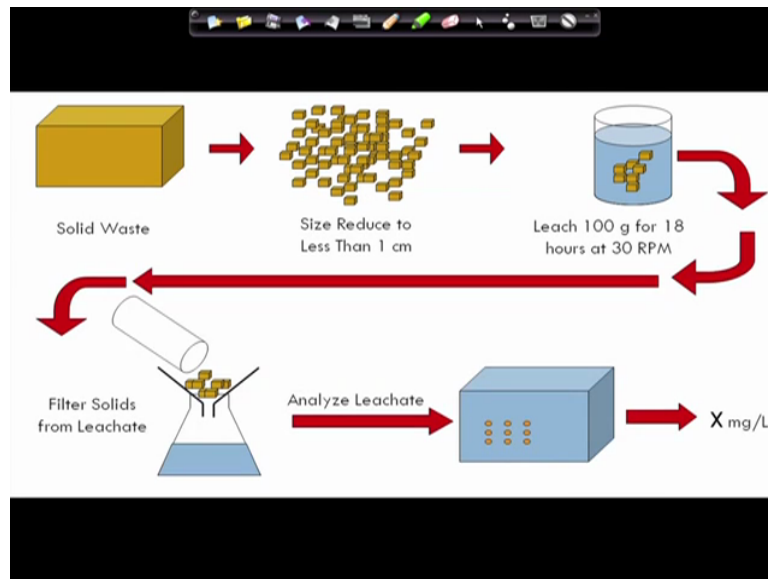 Solid Waste
Size Reduce to
Less Than 1 cm
Leach 100 g for 18
hours at 30 RPM
Filter Solids
from Leachate
Analyze Leachate
X mg/L